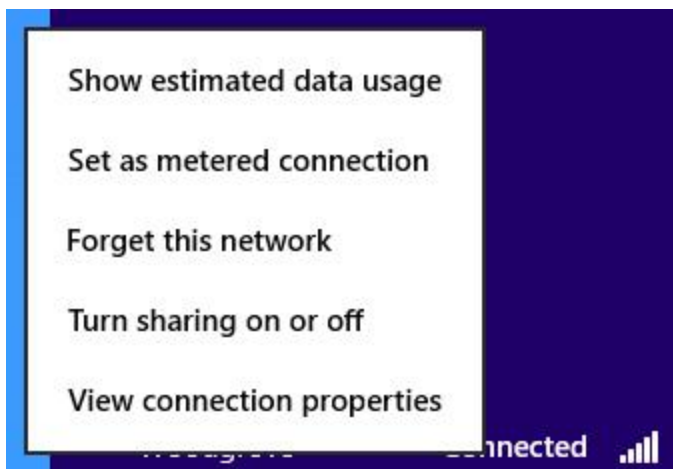 Show estimated data usage
Set as metered connection
Forget this network
Turn sharing on or off
View connection properties